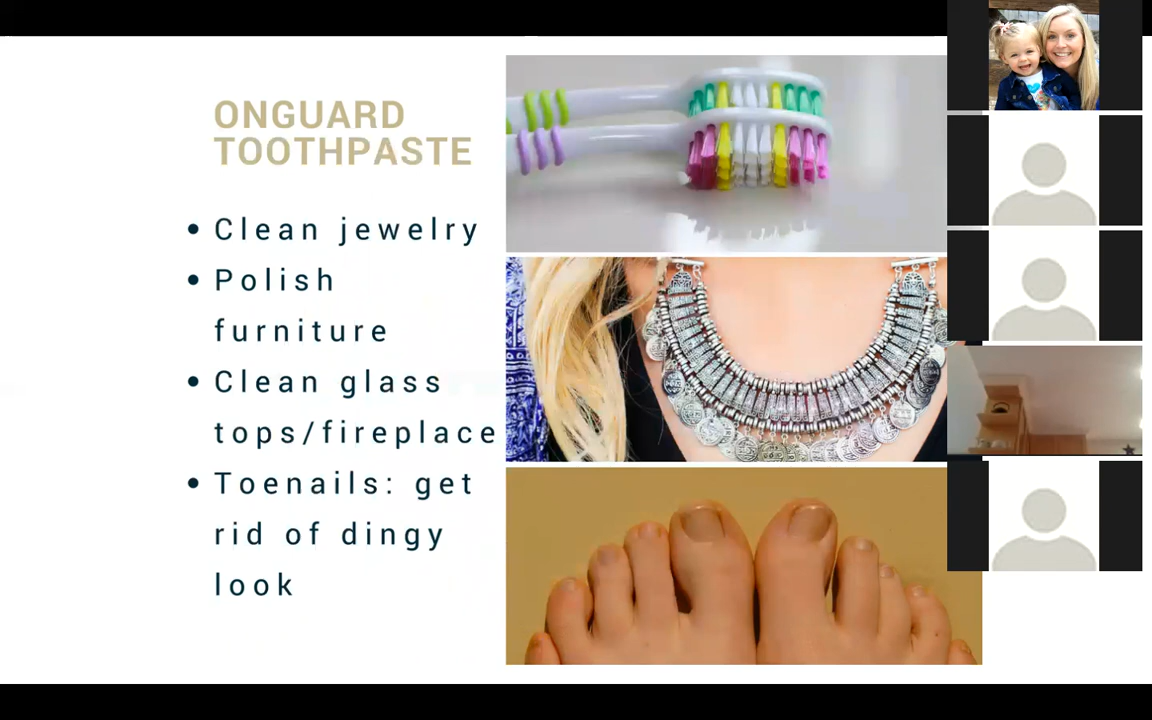 ONGUARD
TOOTHPASTE
• Clean jewelry
• Polish
furniture
• Clean glass
tops/fireplace
• Toenails: get
rid of dingy
look